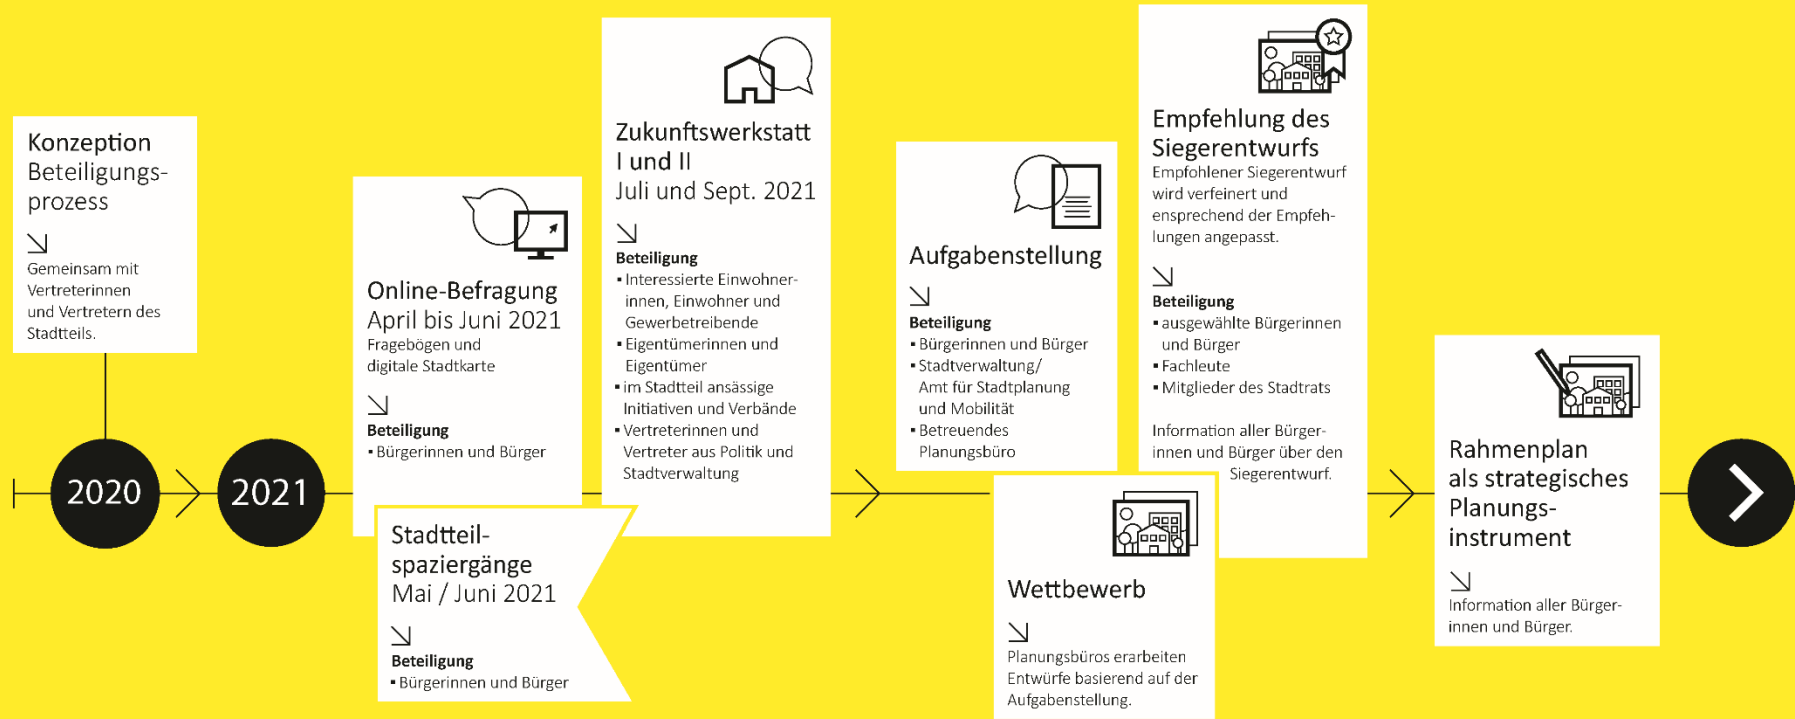 Konzeption
Beteiligungs-
prozess
Gemeinsam mit
Vertreterinnen
und Vertretern des
Stadtteils.
2020
2021
Online-Befragung
April bis Juni 2021
Fragebögen und
digitale Stadtkarte
Beteiligung
▪ Bürgerinnen und Bürger
Stadtteil-
spaziergänge
Mai / Juni 2021
Beteiligung
▪ Bürgerinnen und Bürger
Zukunftswerkstatt
I und II
Juli und Sept. 2021
Beteiligung
▪ Interessierte Einwohner-
innen, Einwohner und
Gewerbetreibende
▪ Eigentümerinnen und
Eigentümer
▪ im Stadtteil ansässige
Initiativen und Verbände
▪ Vertreterinnen und
Vertreter aus Politik und
Stadtverwaltung
Aufgabenstellung
Beteiligung
▪ Bürgerinnen und Bürger
▪ Stadtverwaltung/
Amt für Stadtplanung
und Mobilität
▪ Betreuendes
Planungsbüro
Wettbewerb
Planungsbüros erarbeiten
Entwürfe basierend auf der
Aufgabenstellung.
Empfehlung des
Siegerentwurfs
Empfohlener Siegerentwurf
wird verfeinert und
ensprechend der Empfeh-
lungen angepasst.
Beteiligung
▪ ausgewählte Bürgerinnen
und Bürger
▪ Fachleute
▪ Mitglieder des Stadtrats
Information aller Bürger-
innen und Bürger über den
Siegerentwurf.
Rahmenplan
als strategisches
Planungs-
instrument
Information aller Bürger-
innen und Bürger.